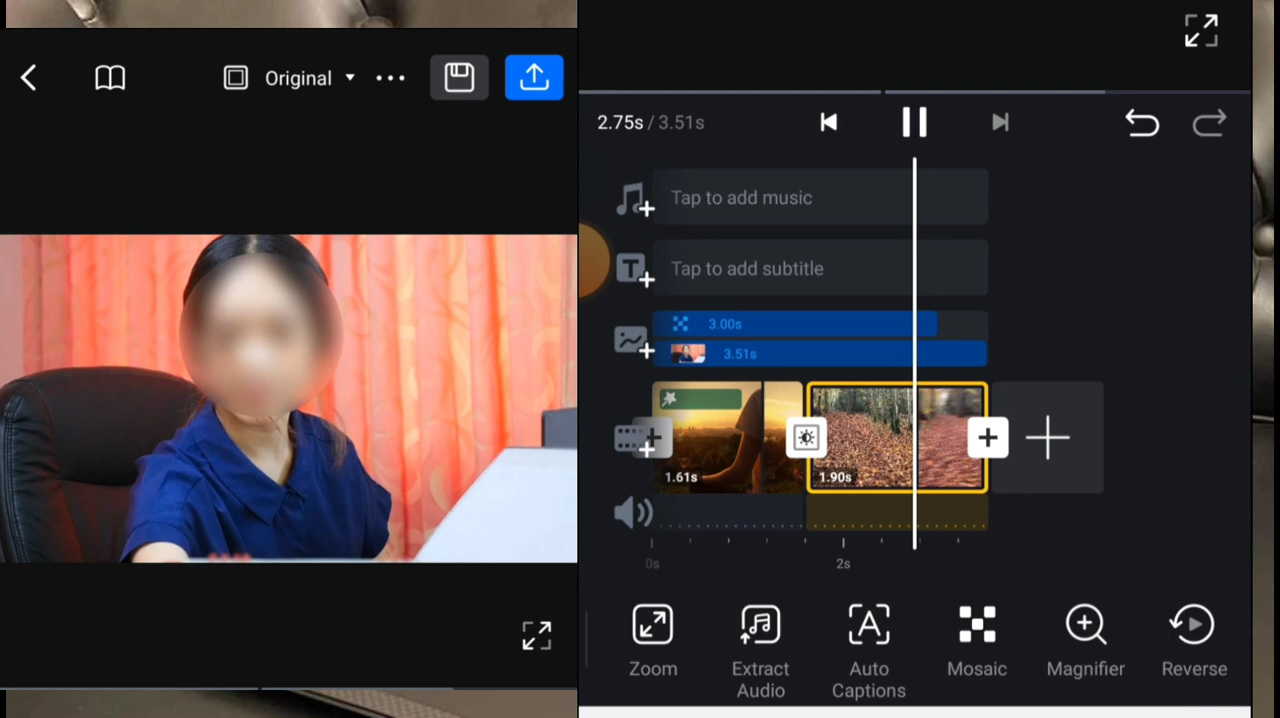 Original
2.75s / 3.51s
Tap to add music
Tap to add subtitle
3.00s
3.51s
1.61s
1.90s
0s
2s
Zoom
Extract Audio
Auto Captions
Mosaic
Magnifier
Reverse